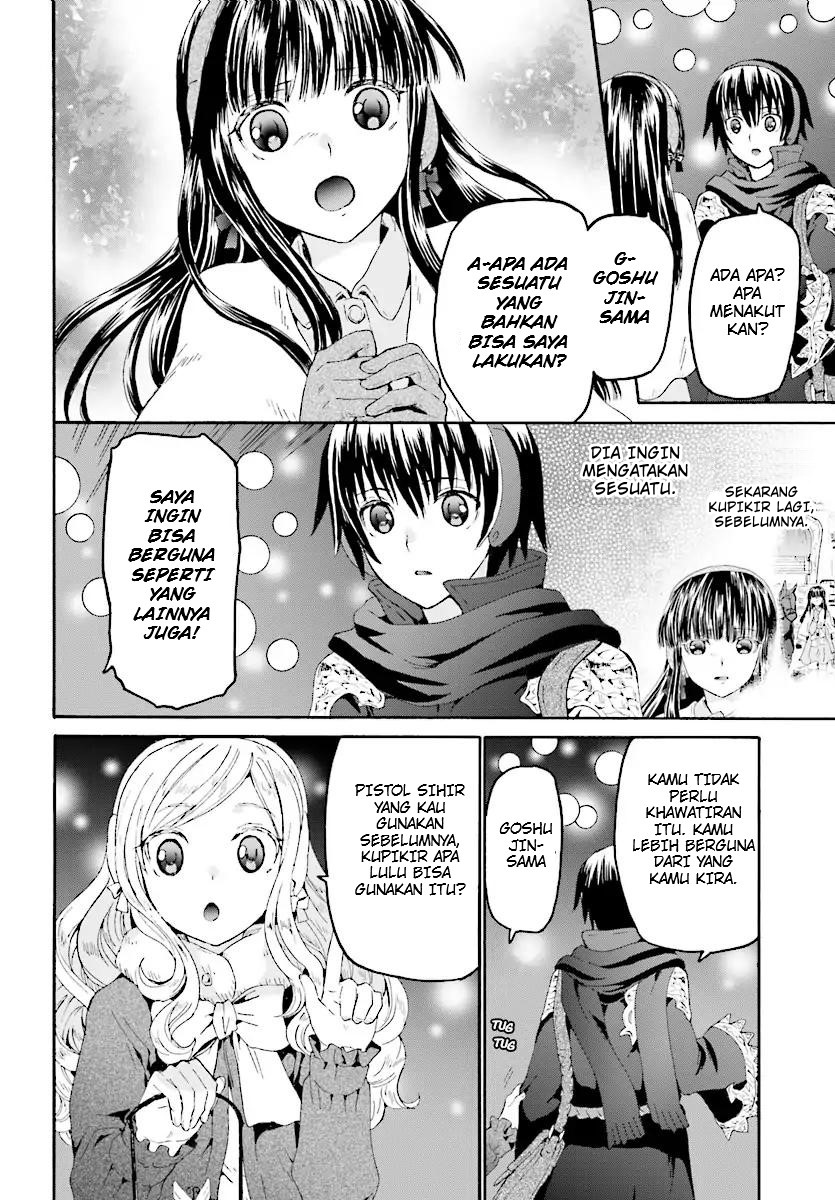 ADA APA?
APA
MENAKUT
KAN?
G-
GOSHU
JIN-
SAMA
A-APA ADA
SESUATU
YANG
BAHKAN
BISA SAYA
LAKUKAN?
SEKARANG
KUPIKIR LAGI,
SEBELUMNYA.
DIA INGIN
MENGATAKAN
SESUATU.
SAYA
INGIN
BISA
BERGUNA
SEPERTI
YANG
LAINNYA
JUGA!
KAMU TIDAK
PERLU
KHAWATIRAN
ITU. KAMU
LEBIH BERGUNA
DARI YANG
KAMU KIRA.
GOSHU
JIN-
SAMA
TUG
TUG
PISTOL SIHIR
YANG KAU
GUNAKAN
SEBELUMNYA,
KUPIKIR APA
LULU BISA
GUNAKAN ITU?